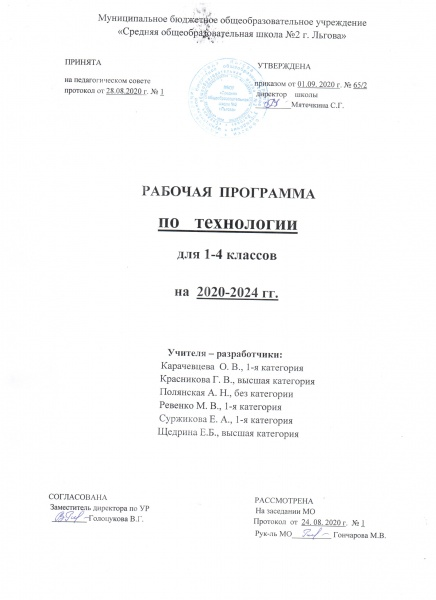 Муниципальное бюджетное общеобразовательное учреждение
«Средняя общеобразовательная школа №2 г. Льгова»
ПРИНЯТА
на педагогическом совете
протокол от 28.08.2020 г. № 1
УТВЕРЖДЕНА
приказом от 01.09. 2020 г. № 65/2
директор школы
Мятечкина С.Г.
РАБОЧАЯ ПРОГРАММА
по технологии
для 1-4 классов
на 2020-2024 гг.
Учителя – разработчики:
Карачевцева О. В., 1-я категория
Красникова Г. В., высшая категория
Полянская А. Н., без категории
Ревенко М. В., 1-я категория
Суржикова Е. А., 1-я категория
Щедрина Е.Б., высшая категория
СОГЛАСОВАНА
Заместитель директора по УР
Голоцукова В.Г.
РАССМОТРЕНА
На заседании МО
Протокол от 24. 08. 2020 г. № 1
Рук-ль МО Гончарова М.В.